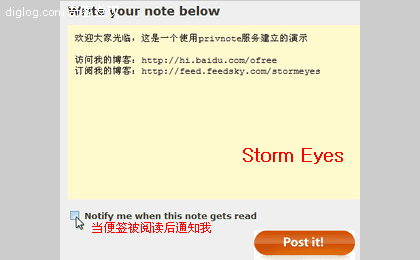 diglog.com/
Write your note below
欢迎大家光临，这是一个使用privnote服务建立的演示
访问我的博客：http://hi.baidu.com/ofree
订阅我的博客：http://feed.feedsky.com/stormeyes
Storm Eyes
Notify me when this note gets read
当便签被阅读后通知我
Post it!